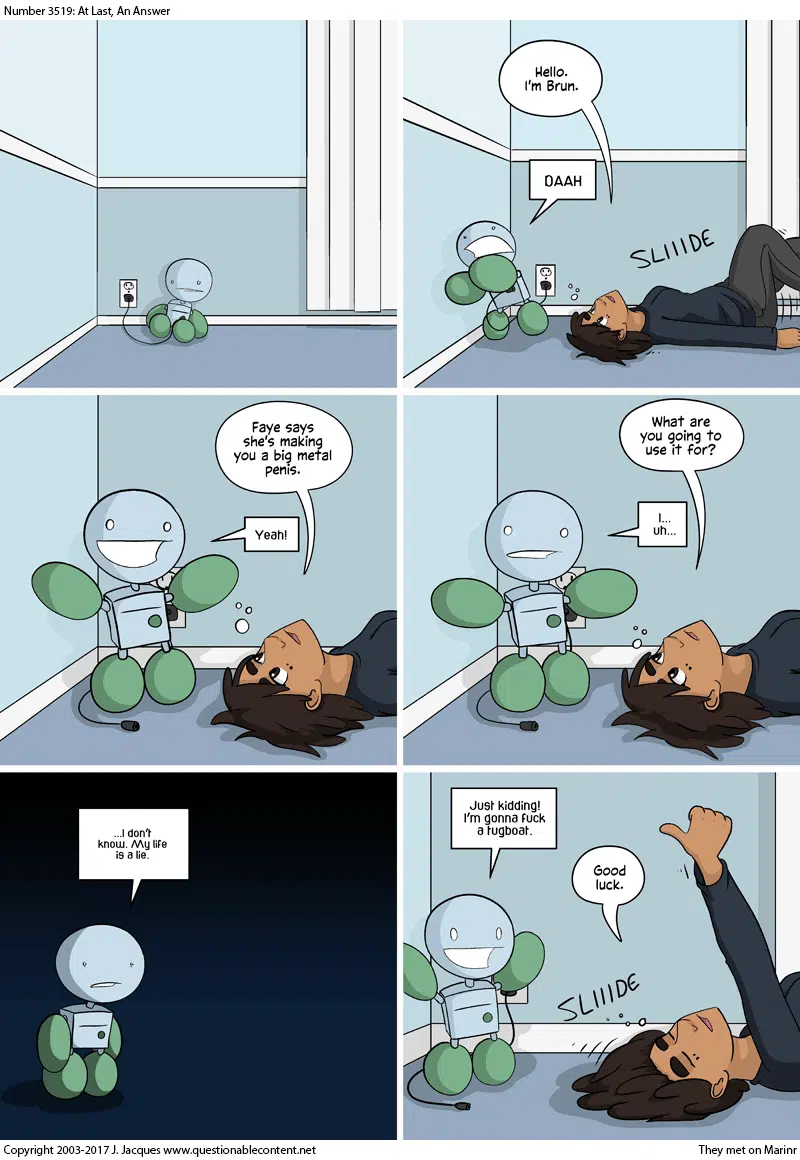 Number 3519: At Last, An Answer
Hello.
I'm Brun.
DAAH
SLIIIDE
Faye says
she's making
you a big metal
penis.
Yeah!
What are
you going to
use it for?
I...
uh...
...I don't
know. My life
is a lie.
Just kidding!
I'm gonna fuck
a tugboat.
Good
luck.
SLIIIDE
Copyright 2003-2017 J. Jacques www.questionablecontent.net
They met on Marinr